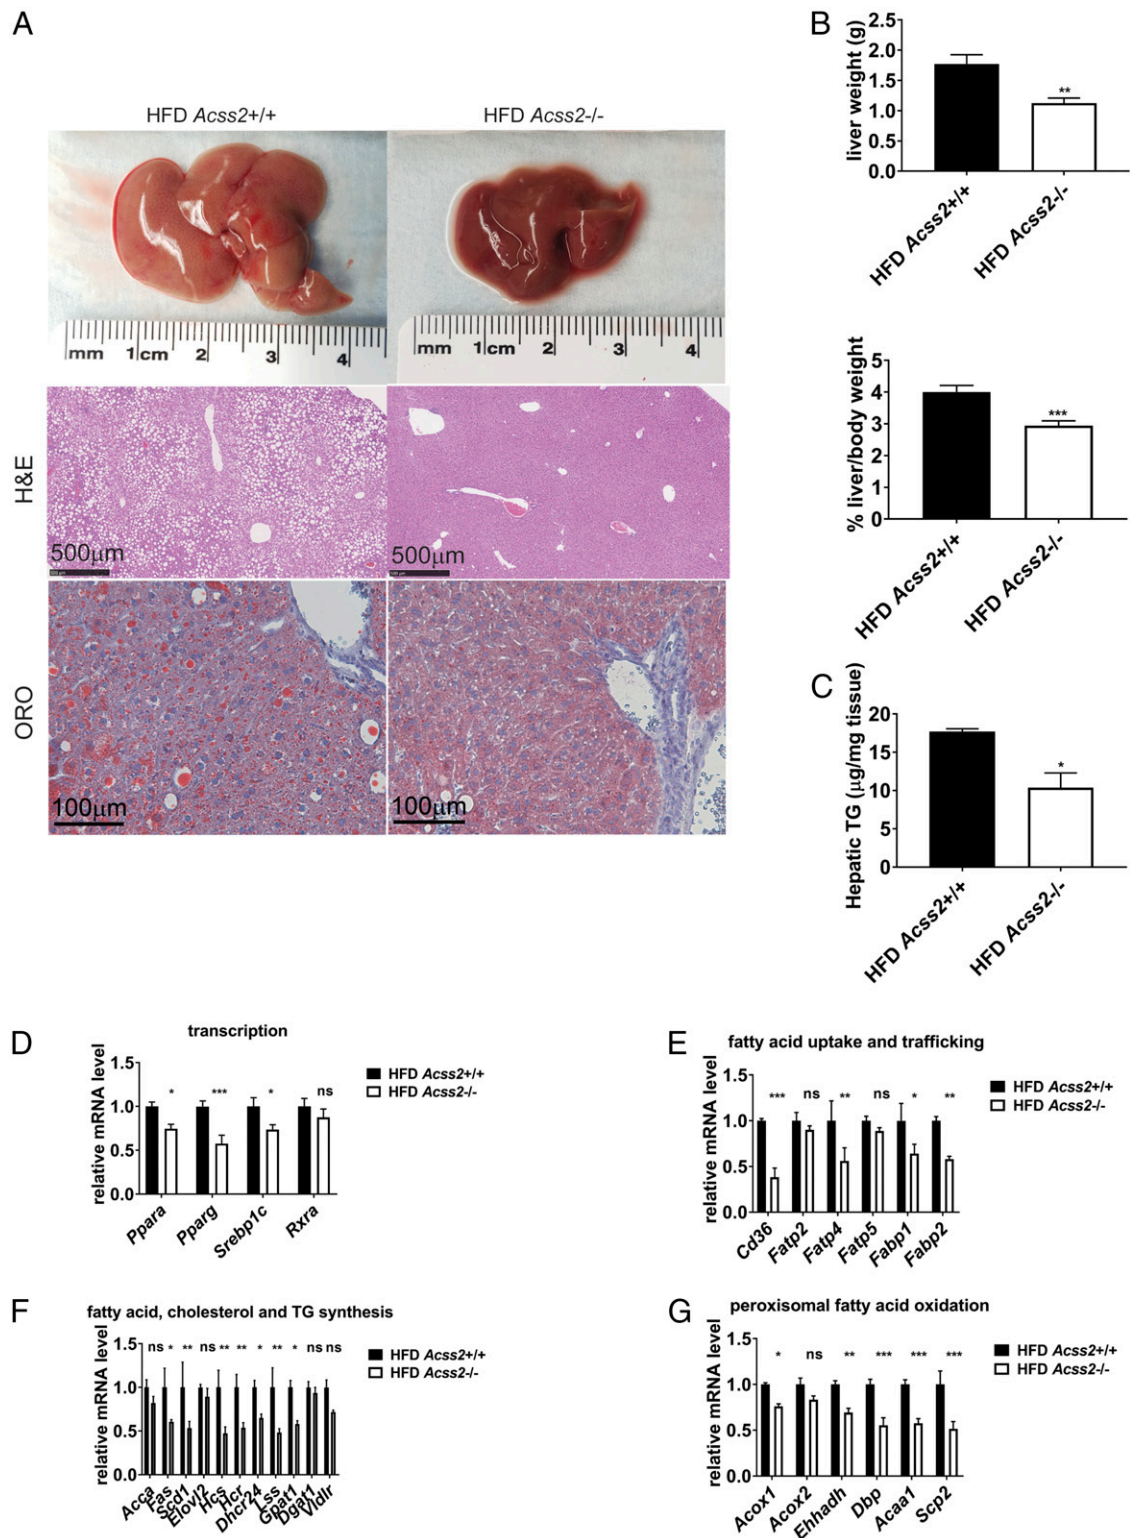 A
HFD Acss2+/+
HFD Acss2-/-
mm 1 cm 2 3 4
mm 1 cm 2 3 4
H&E
500µm
500µm
ORO
100µm
100µm
B
liver weight (g)
2.5
2.0
1.5
1.0
0.5
0.0
**
HFD Acss2+/+
HFD Acss2-/-
% liver/body weight
5
4
3
2
1
0
***
HFD Acss2+/+
HFD Acss2-/-
C
Hepatic TG (µg/mg tissue)
20
15
10
15
0
*
HFD Acss2+/+
HFD Acss2-/-
D
transcription
relative mRNA level
1.5
1.0
0.5
0.0
* *** * ns
HFD Acss2+/+
HFD Acss2-/-
Ppara Pparg Srebp1c Rxra
E
fatty acid uptake and trafficking
relative mRNA level
1.5
1.0
0.5
0.0
*** ns ** ns * **
HFD Acss2+/+
HFD Acss2-/-
Cd36 Fatp2 Fatp4 Fatp5 Fabp1 Fabp2
F
fatty acid, cholesterol and TG synthesis
relative mRNA level
1.5
1.0
0.5
0.0
ns * ** ns ** ** * ** * ns ns
HFD Acss2+/+
HFD Acss2-/-
Acca Fas Scd1 Elovl2 Hcs Hcr Dhcr24 Lss Gpat1 Dgat1 Vldlr
G
peroxisomal fatty acid oxidation
relative mRNA level
1.5
1.0
0.5
0.0
* ns ** *** *** ***
HFD Acss2+/+
HFD Acss2-/-
Acox1 Acox2 Ehhadh Dbp Acaa1 Scp2